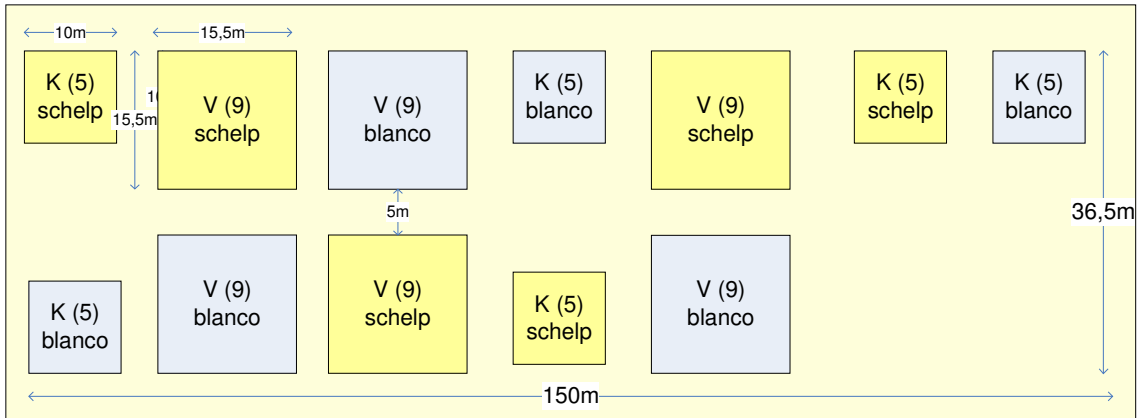 10m
15,5m
K (5)
schelp
15,5m
V (9)
schelp
V (9)
blanco
K (5)
blanco
V (9)
schelp
K (5)
schelp
K (5)
blanco
5m
36,5m
K (5)
blanco
V (9)
blanco
V (9)
schelp
K (5)
schelp
V (9)
blanco
150m